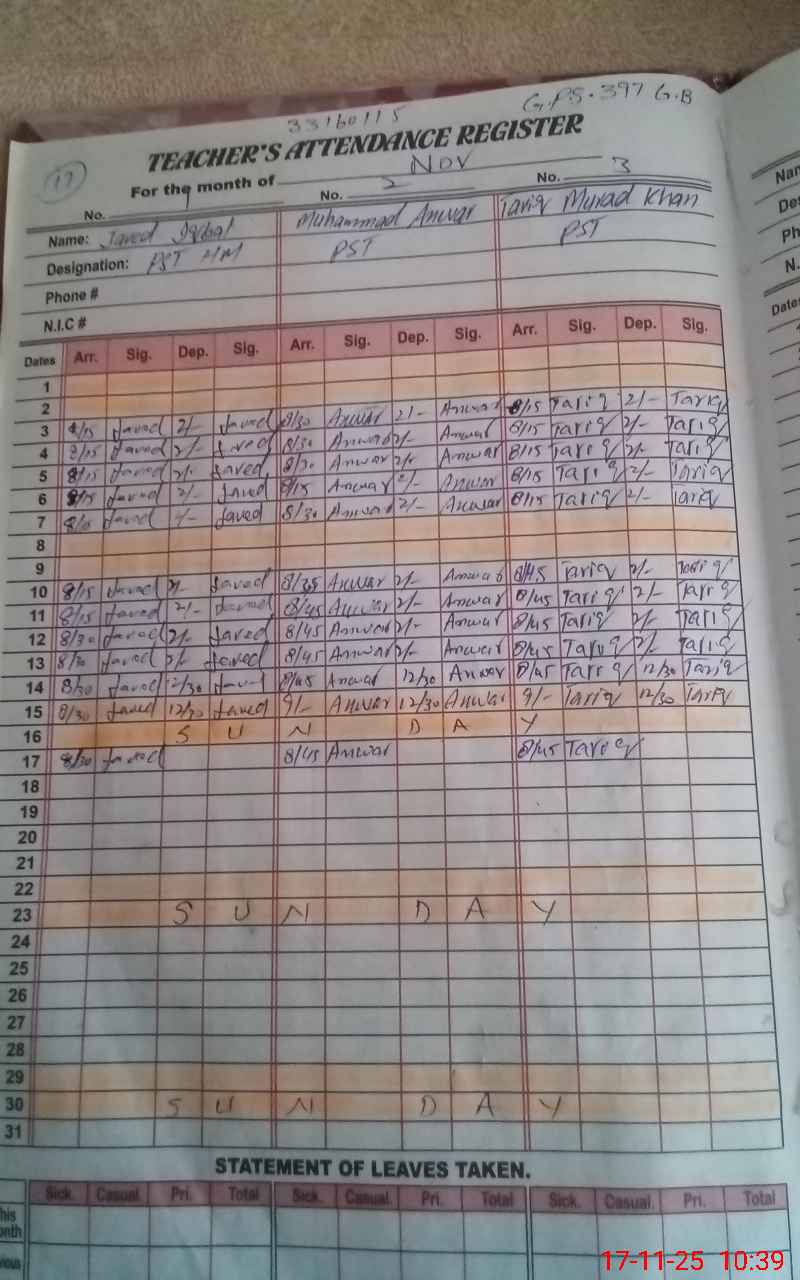 33160115 G.PS.397 G.B
17 TEACHER'S ATTENDANCE REGISTER
For the month of Nov
No. 1 No. 2 No. 3
Name: Javed Iqbal Muhammad Anwar Tariq Murad Khan
Designation: PST HM PST PST
Phone #
N.I.C #
Dates Arr. Sig. Dep. Sig. Arr. Sig. Dep. Sig. Arr. Sig. Dep. Sig.
1
2
3 8/15 Javed 2/- Javed 8/30 Anwar 2/- Anwar 8/15 Tariq 2/- Tariq
4 8/15 Javed 2/- Javed 8/30 Anwar 2/- Anwar 8/15 Tariq 2/- Tariq
5 8/15 Javed 2/- Javed 8/30 Anwar 2/- Anwar 8/15 Tariq 2/- Tariq
6 8/15 Javed 2/- Javed 8/15 Anwar 2/- Anwar 8/15 Tariq 2/- Tariq
7 Javed Javed 8/30 Anwar 2/- Anwar 8/15 Tariq 2/- Tariq
8
9
10 8/15 Javed 2/- Javed Anwar 2/- Anwar 8/45 Tariq 2/- Tariq
11 8/15 Javed 2/- Javed 8/45 Anwar 2/- Anwar 8/45 Tariq 2/- Tariq
12 8/30 Javed 2/- Javed 8/45 Anwar 2/- Anwar 8/45 Tariq 2/- Tariq
13 8/30 Javed 2/- Javed 8/45 Anwar 2/- Anwar 8/45 Tariq 2/- Tariq
14 8/30 Javed 12/30 Javed 8/45 Anwar 12/30 Anwar 8/45 Tariq 12/30 Tariq
15 8/30 Javed 12/30 Javed 9/- Anwar 12/30 Anwar 9/- Tariq 12/30 Tariq
16 S U N D A Y
17 8/30 Javed 8/45 Anwar 8/45 Tariq
18
19
20
21
22
23 S U N D A Y
24
25
26
27
28
29
30 S U N D A Y
31
STATEMENT OF LEAVES TAKEN.
Sick. Casual. Pri. Total Sick. Casual. Pri. Total Sick. Casual. Pri. Total
17-11-25 10:39